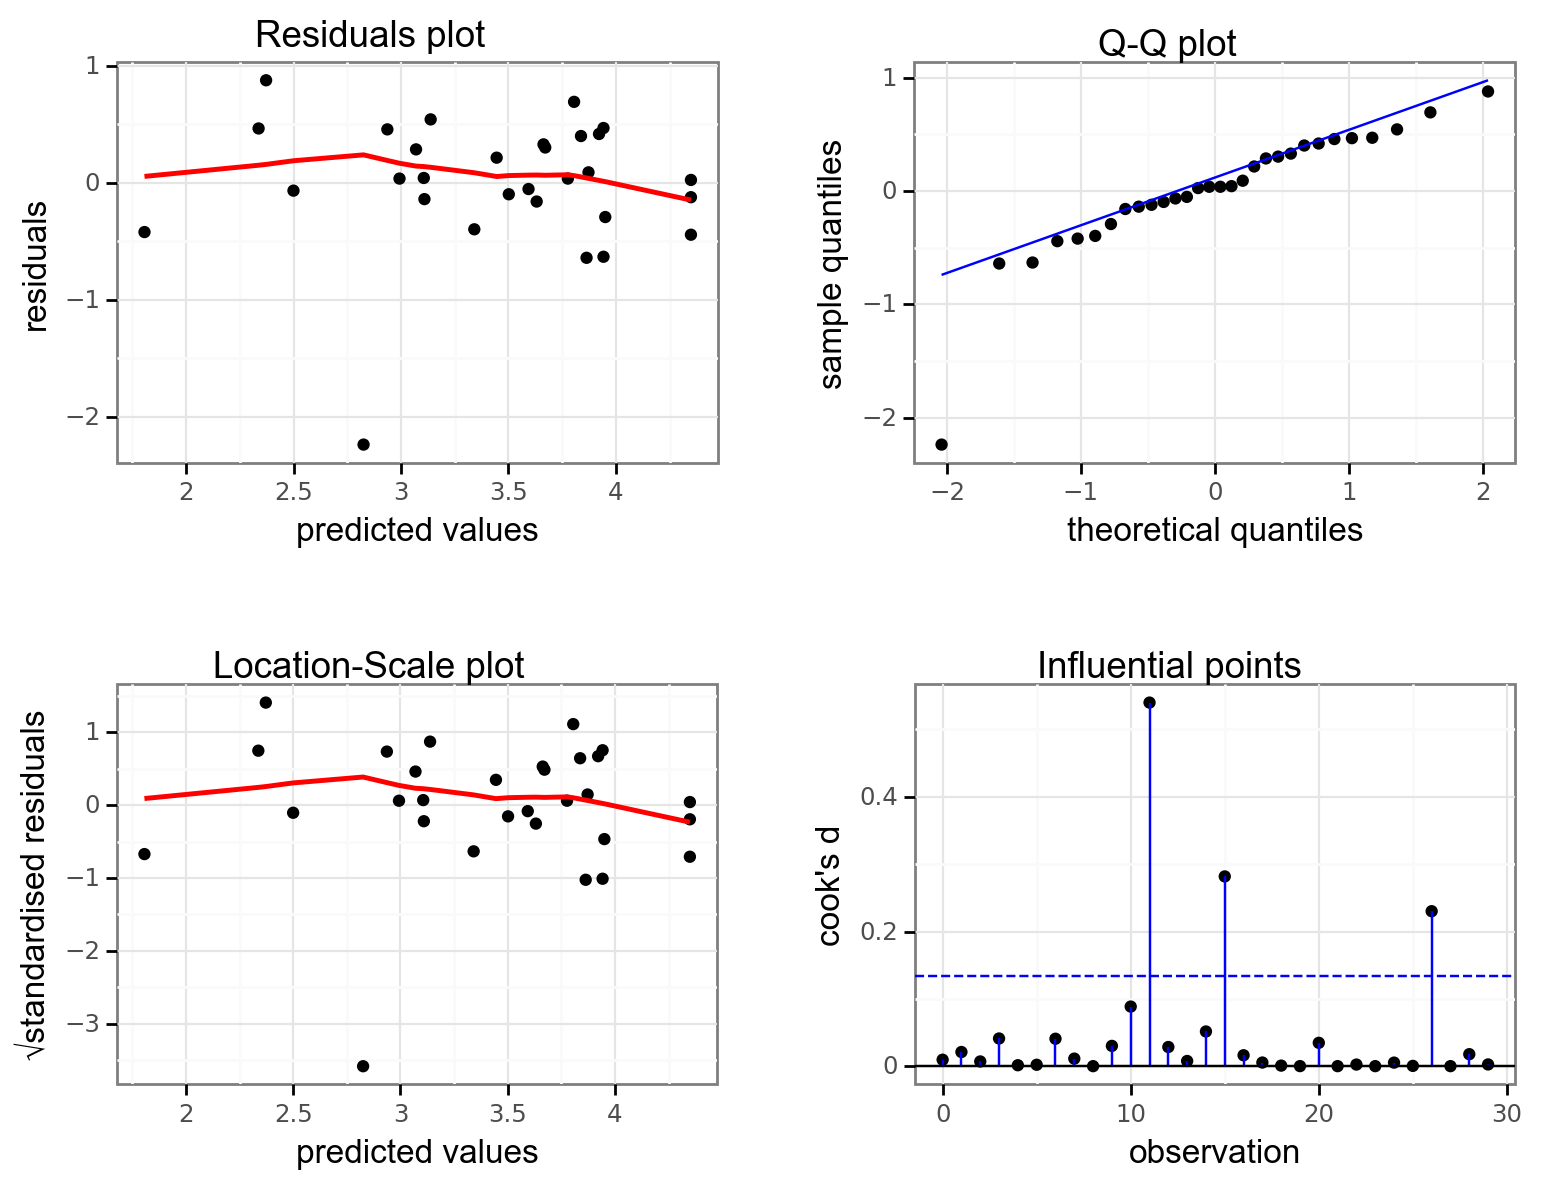 Residuals plot
1
0
−1
−2
residuals
2
2.5
3
3.5
4
predicted values
Q-Q plot
1
0
−1
−2
sample quantiles
−2
−1
0
1
2
theoretical quantiles
Location-Scale plot
1
0
−1
−2
−3
√standardised residuals
2
2.5
3
3.5
4
predicted values
Influential points
0.4
0.2
0
cook's d
0
10
20
30
observation